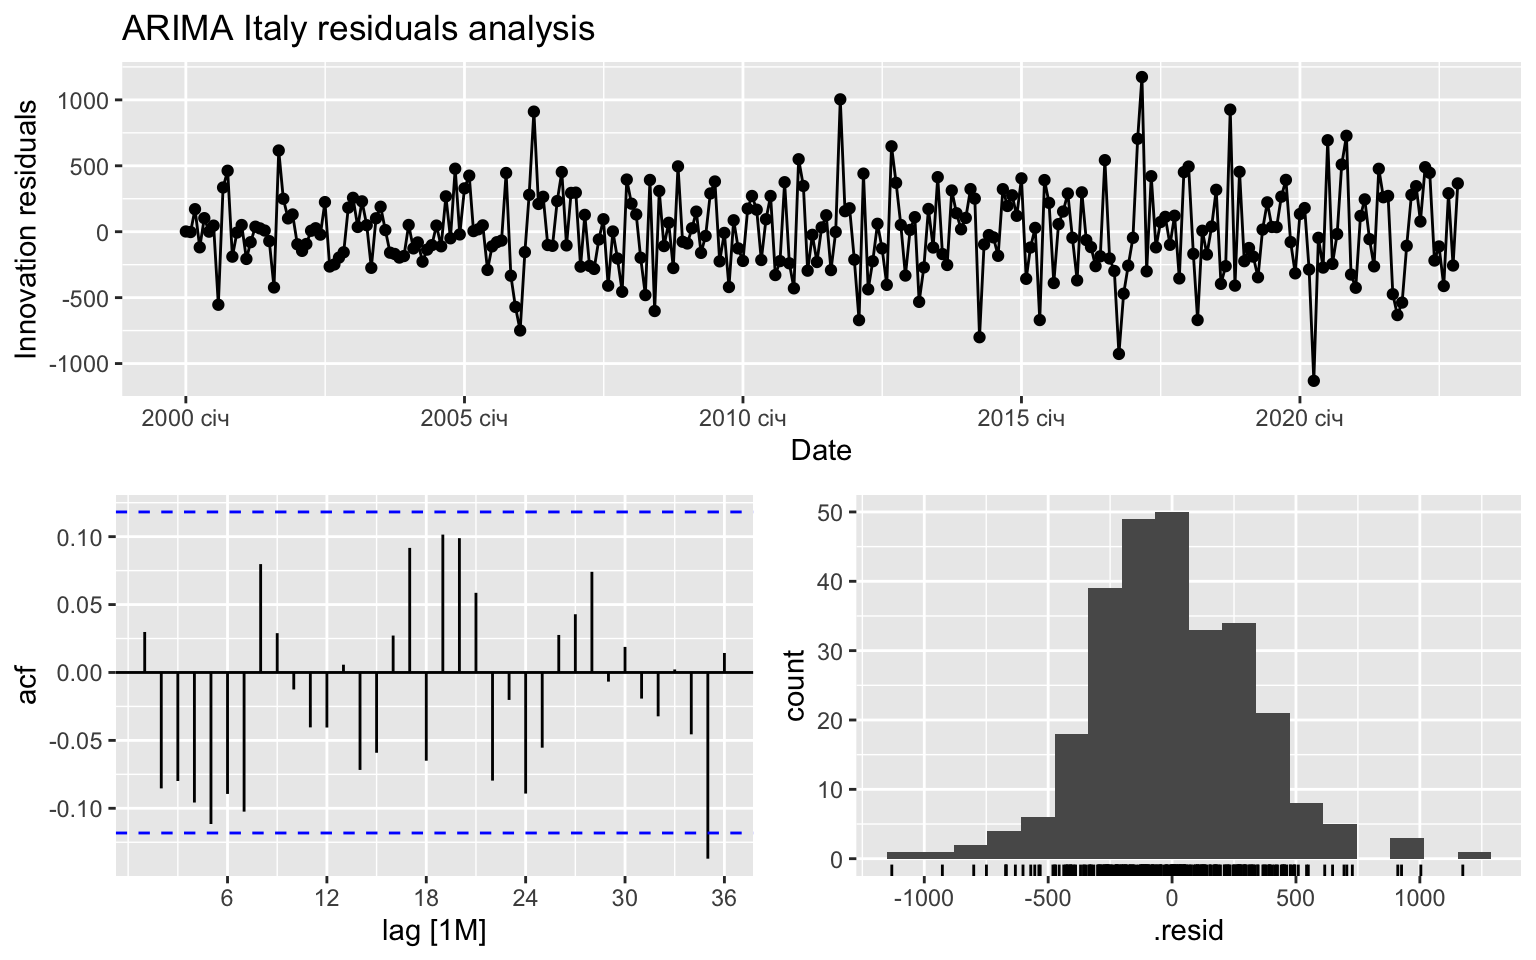 ARIMA Italy residuals analysis
Innovation residuals
1000
500
0
-500
-1000
2000 січ
2005 січ
2010 січ
2015 січ
2020 січ
Date
acf
0.10
0.05
0.00
-0.05
-0.10
6
12
18
24
30
36
lag [1M]
count
50
40
30
20
10
0
-1000
-500
0
500
1000
.resid